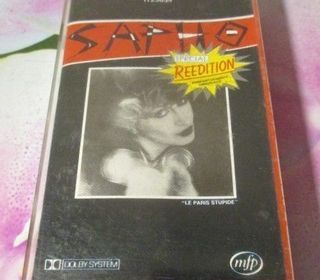 SAPHO
SPECIAL
REEDITION
"LE PARIS STUPIDE"
DOLBY SYSTEM
mfp